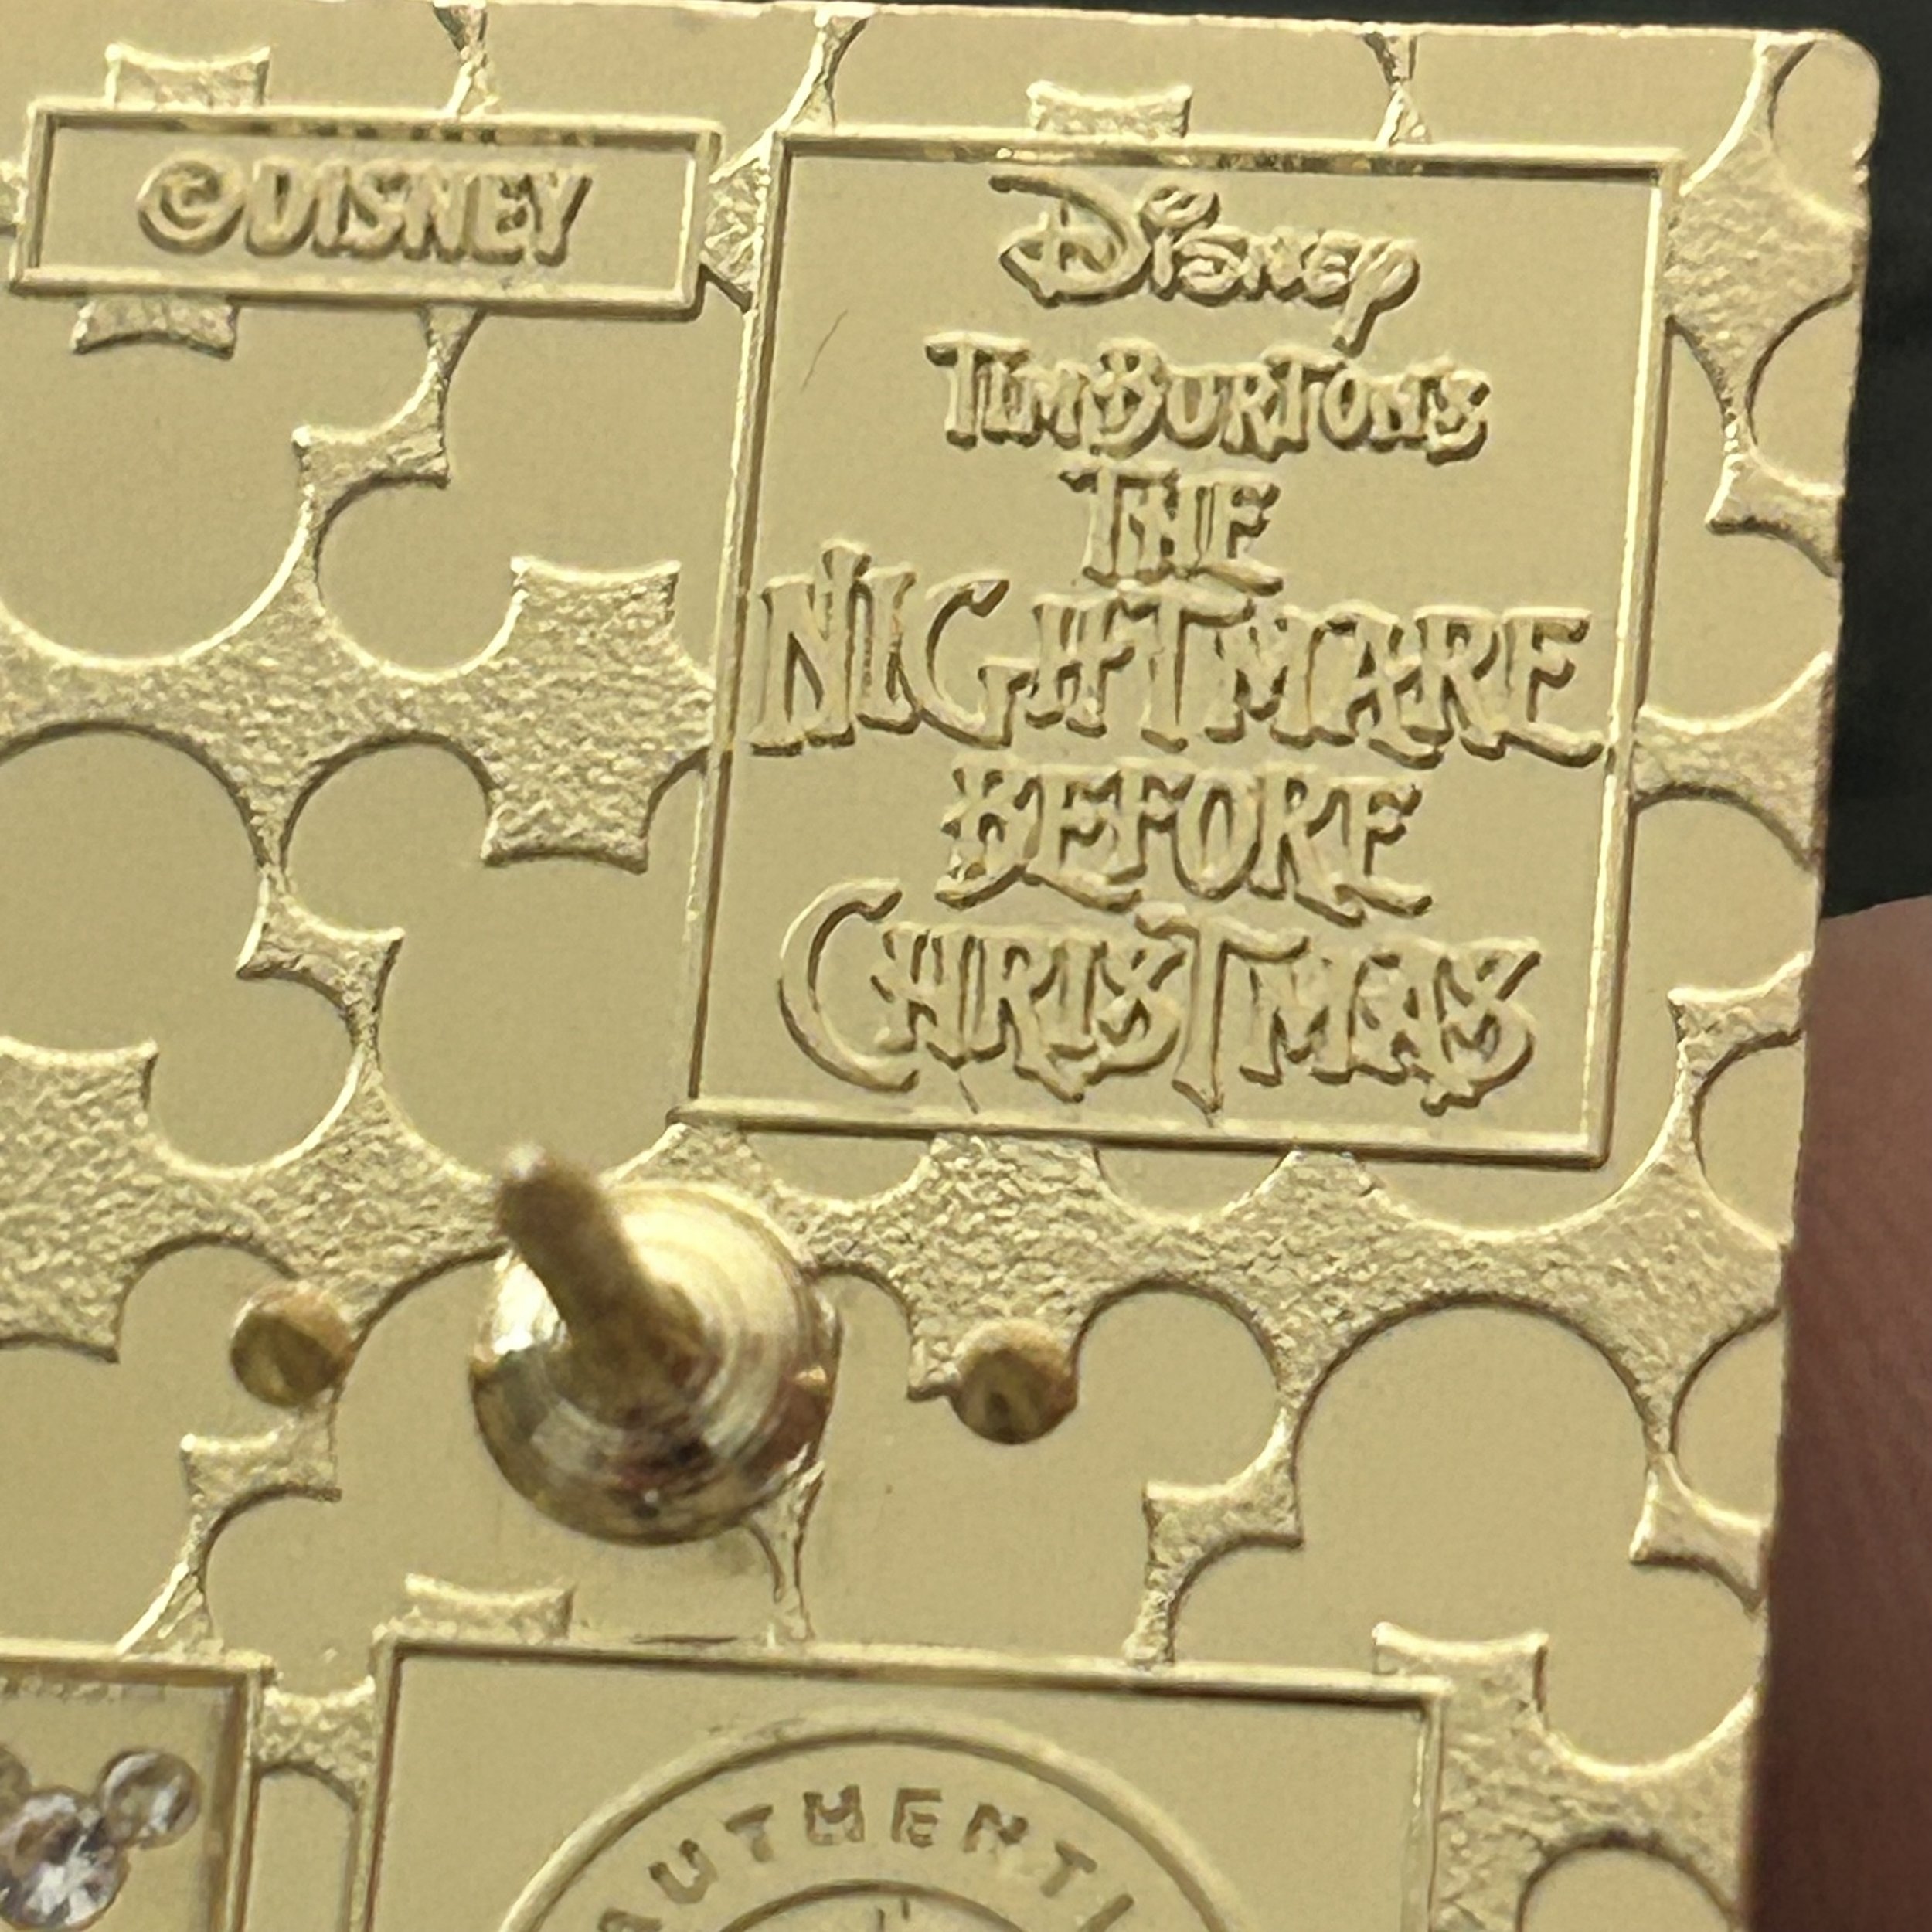 ©DISNEY
Disney
TIM BURTON'S
THE
NIGHTMARE
BEFORE
CHRISTMAS
AUTHENTI